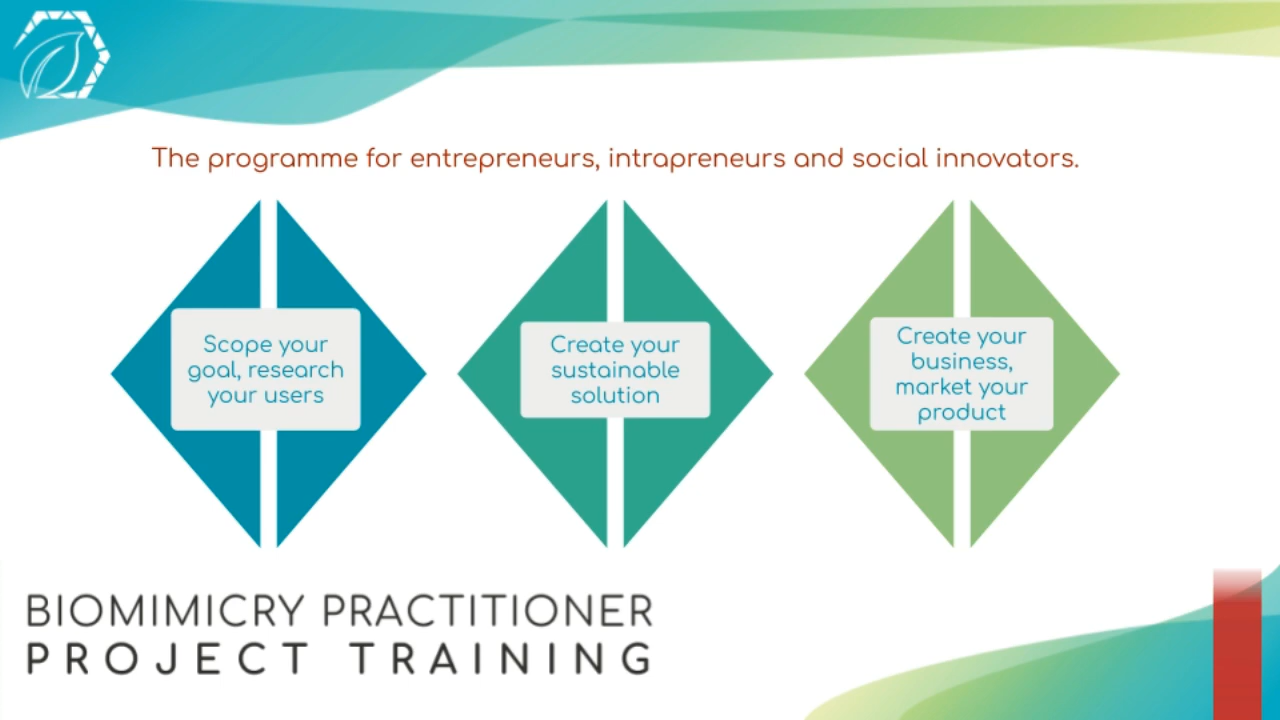 The programme for entrepreneurs, intrapreneurs and social innovators.
Scope your
goal, research
your users
Create your
sustainable
solution
Create your
business,
market your
product
BIOMIMICRY PRACTITIONER
PROJECT TRAINING